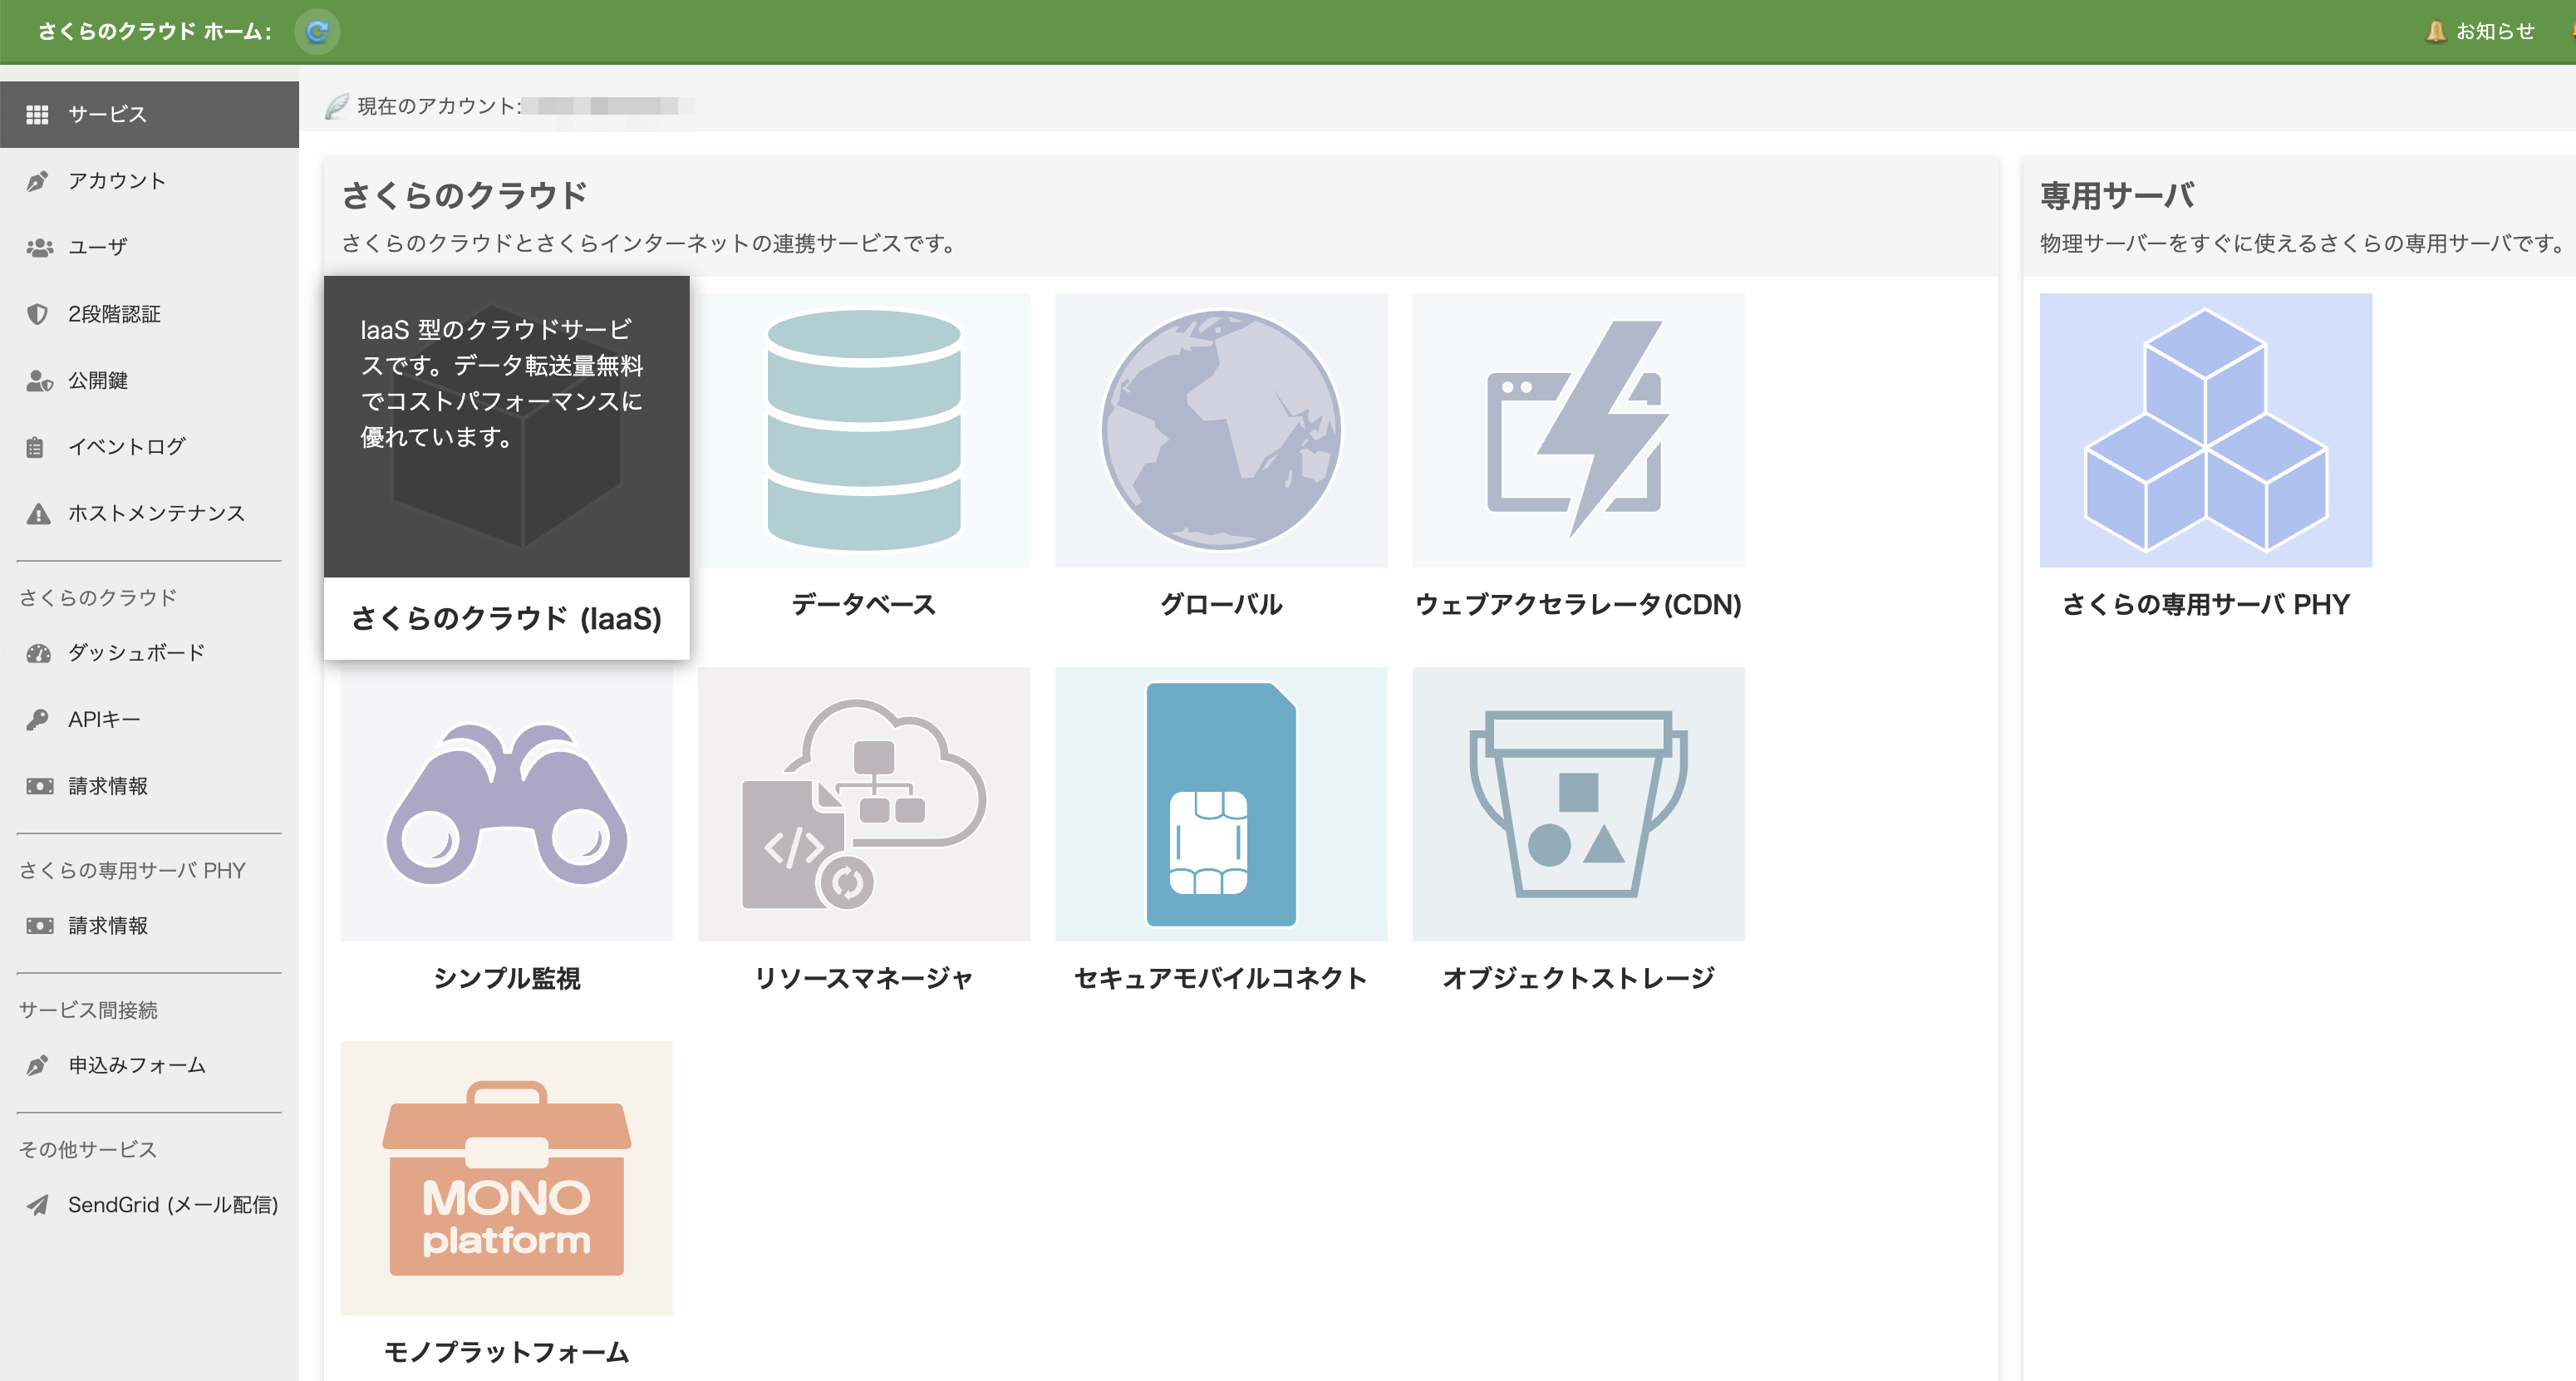 さくらのクラウド ホーム:
お知らせ
サービス
アカウント
ユーザ
2段階認証
公開鍵
イベントログ
ホストメンテナンス
さくらのクラウド
ダッシュボード
APIキー
請求情報
さくらの専用サーバ PHY
請求情報
サービス間接続
申込みフォーム
その他サービス
SendGrid (メール配信)
現在のアカウント:
さくらのクラウド
さくらのクラウドとさくらインターネットの連携サービスです。
IaaS 型のクラウドサービ
スです。データ転送量無料
でコストパフォーマンスに
優れています。
さくらのクラウド (IaaS)
データベース
グローバル
ウェブアクセラレータ(CDN)
シンプル監視
リソースマネージャ
セキュアモバイルコネクト
オブジェクトストレージ
MONO
platform
モノプラットフォーム
専用サーバ
物理サーバーをすぐに使えるさくらの専用サーバです。
さくらの専用サーバ PHY